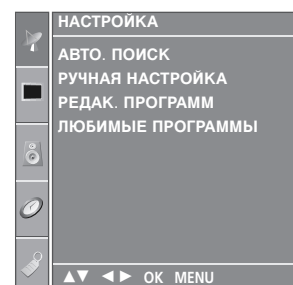 НАСТРОЙКА
АВТО. ПОИСК
РУЧНАЯ НАСТРОЙКА
РЕДАК. ПРОГРАММ
ЛЮБИМЫЕ ПРОГРАММЫ
▲▼ ◄► OK MENU